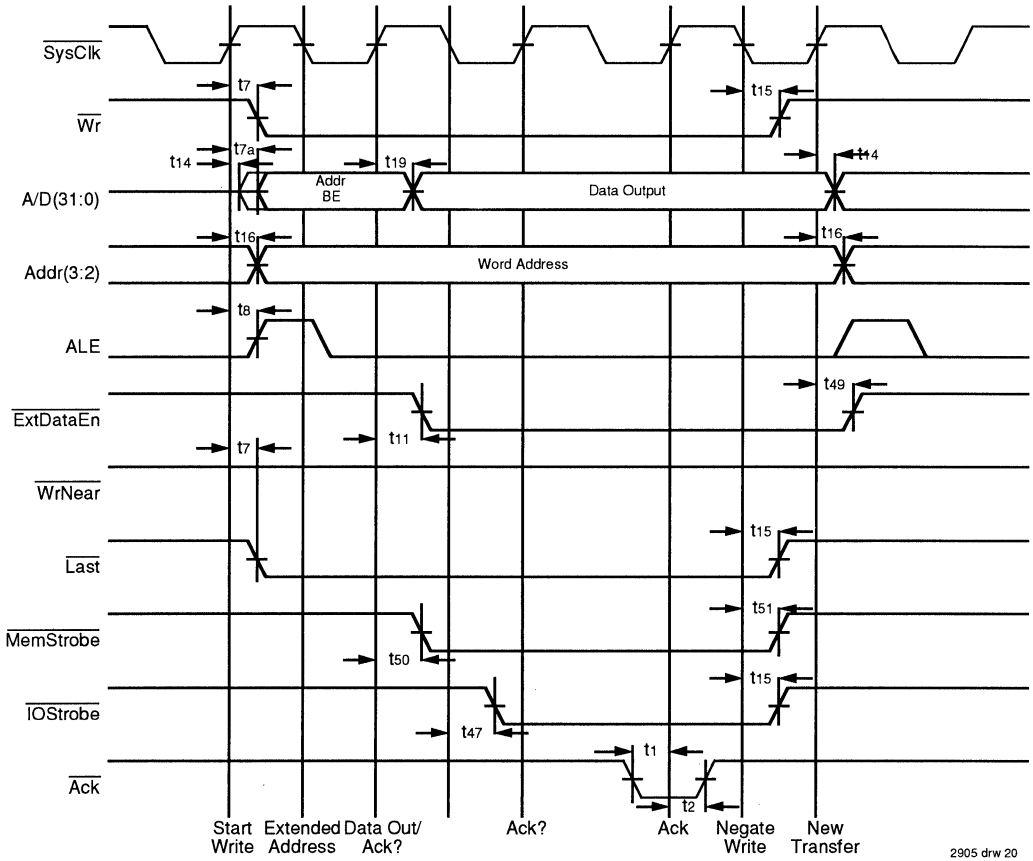 SysClk
t7
t15
Wr
t14
t7a
t19
t14
A/D(31:0)
Addr
BE
Data Output
t16
t16
Addr(3:2)
Word Address
t8
ALE
t49
ExtDataEn
t7
t11
WrNear
t15
Last
t51
MemStrobe
t50
t15
IOStrobe
t47
t1
Ack
t2
Start
Write
Extended
Address
Data Out/
Ack?
Ack?
Ack
Negate
Write
New
Transfer
2905 drw 20